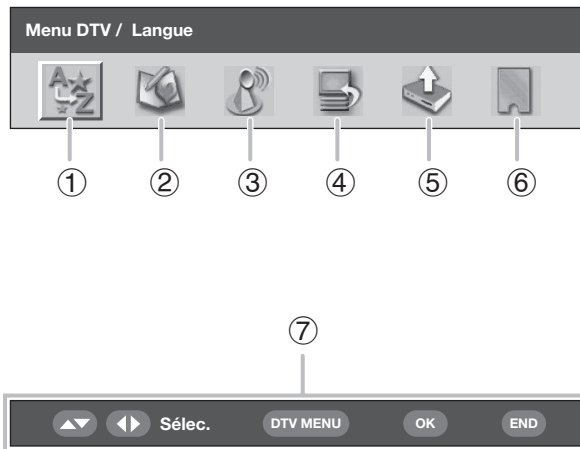 Menu DTV / Langue
A Z
① ② ③ ④ ⑤ ⑥
⑦
Sélec. DTV MENU OK END